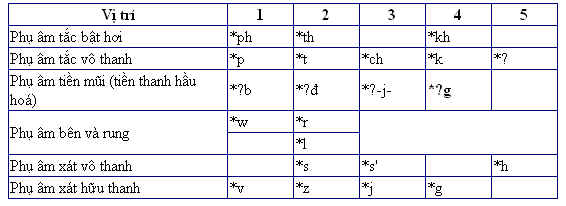 Vị trí 1 2 3 4 5
Phụ âm tắc bật hơi *ph *th *kh
Phụ âm tắc vô thanh *p *t *ch *k *?
Phụ âm tiền mũi (tiền thanh hầu
hoá) *?b *?đ *?-j- *?g
Phụ âm bên và rung *w *r
*l
Phụ âm xát vô thanh *s *s' *h
Phụ âm xát hữu thanh *v *z *j *g